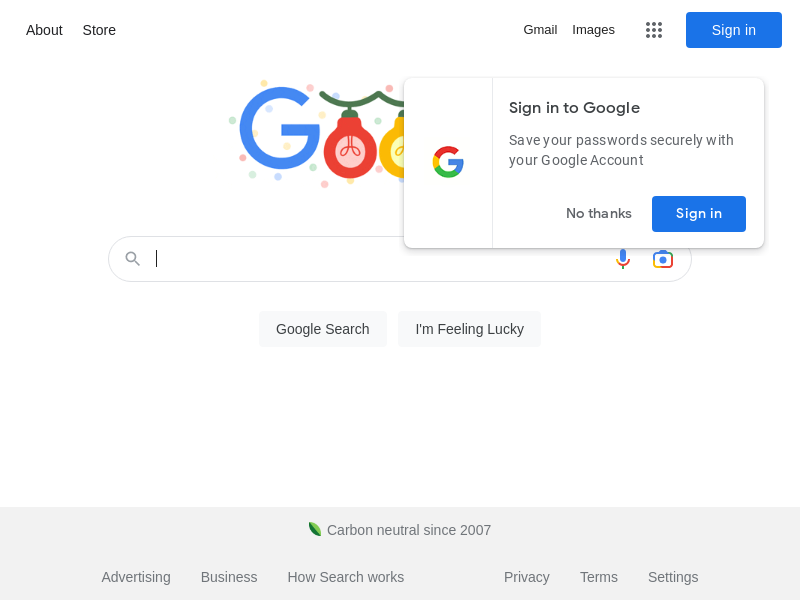 About Store Gmail Images Sign in
Sign in to Google
Save your passwords securely with
your Google Account
No thanks Sign in
Google Search I'm Feeling Lucky
Carbon neutral since 2007
Advertising Business How Search works Privacy Terms Settings